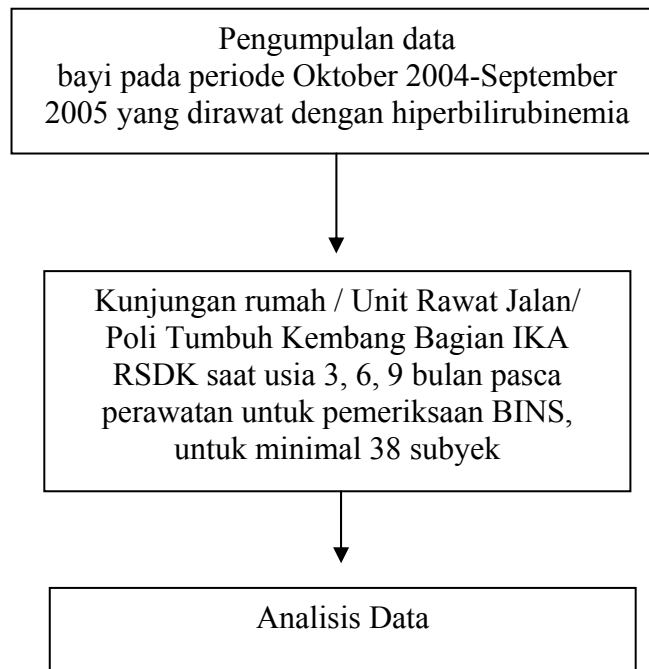 Pengumpulan data
bayi pada periode Oktober 2004-September
2005 yang dirawat dengan hiperbilirubinemia
Kunjungan rumah / Unit Rawat Jalan/
Poli Tumbuh Kembang Bagian IKA
RSDK saat usia 3, 6, 9 bulan pasca
perawatan untuk pemeriksaan BINS,
untuk minimal 38 subyek
Analisis Data